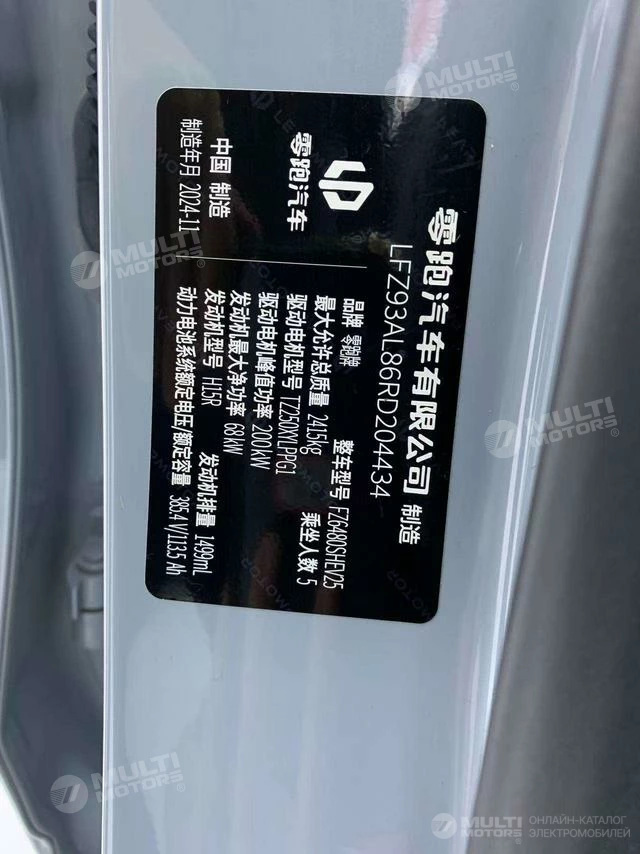 零跑汽车有限公司 制造
LFZ93AL86RD204434
零跑汽车
中国 制造
制造年月 2024-11
品牌 零跑牌 整车型号 FZ6480SHEV25
最大允许总质量 2415kg 乘坐人数 5
驱动电机型号 TZ250XYLPPG1
驱动电机峰值功率 200kW
发动机最大净功率 68kW
发动机型号 H15R 发动机排量 1499mL
动力电池系统额定电压/额定容量 385.4 V/113.5 Ah
MULTI MOTORS®
MULTI MOTORS®
MULTI MOTORS®
MULTI MOTORS®
MULTI MOTORS
ОНЛАЙН-КАТАЛОГ
ЭЛЕКТРОМОБИЛЕЙ